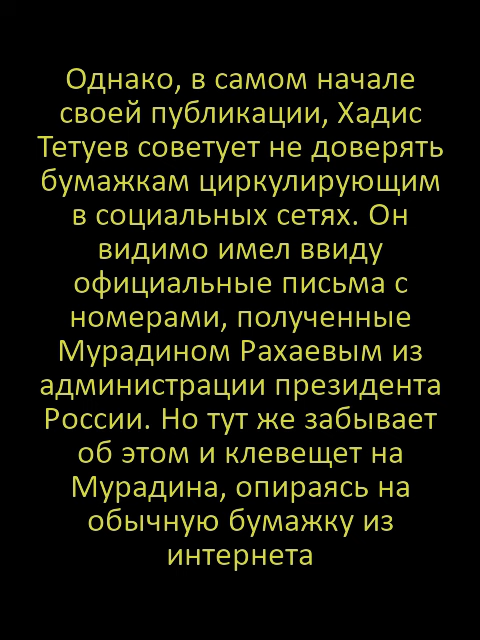 Однако, в самом начале
своей публикации, Хадис
Тетуев советует не доверять
бумажкам циркулирующим
в социальных сетях. Он
видимо имел ввиду
официальные письма с
номерами, полученные
Мурадином Рахаевым из
администрации президента
России. Но тут же забывает
об этом и клевещет на
Мурадина, опираясь на
обычную бумажку из
интернета